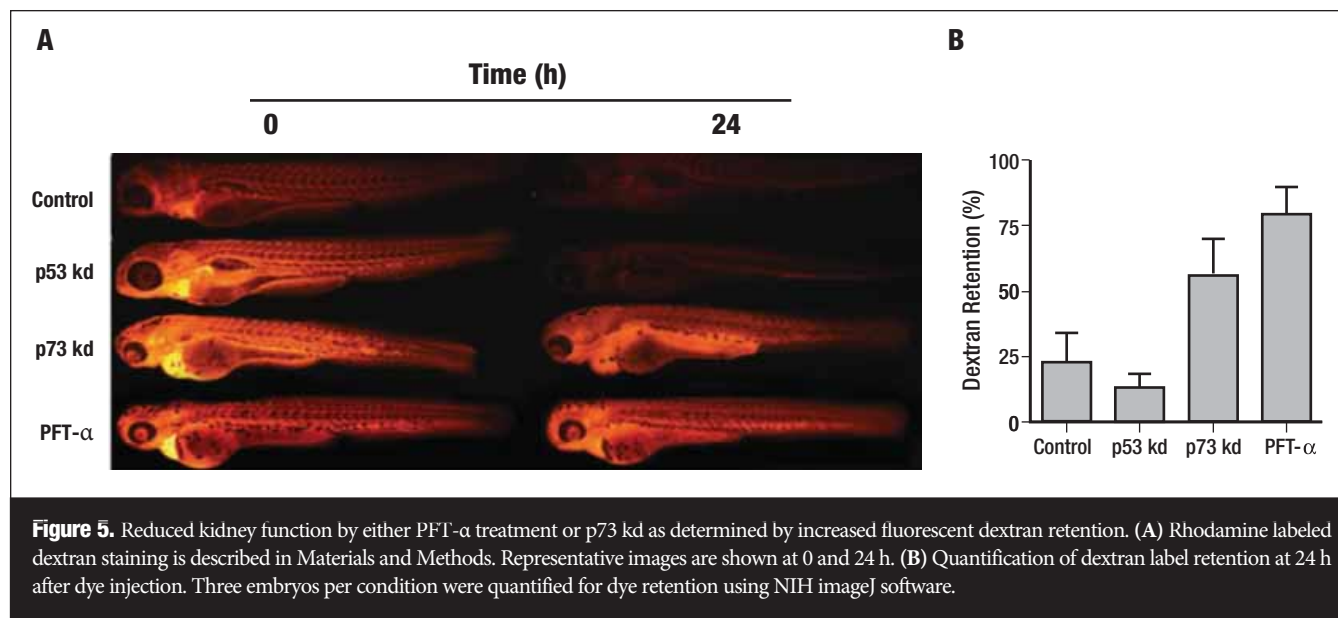 A
B
Time (h)
0
24
Control
p53 kd
p73 kd
PFT-α
100
75
50
25
0
Dextran Retention (%)
Control
p53 kd
p73 kd
PFT-α
Figure 5. Reduced kidney function by either PFT-α treatment or p73 kd as determined by increased fluorescent dextran retention. (A) Rhodamine labeled
dextran staining is described in Materials and Methods. Representative images are shown at 0 and 24 h. (B) Quantification of dextran label retention at 24 h
after dye injection. Three embryos per condition were quantified for dye retention using NIH imageJ software.